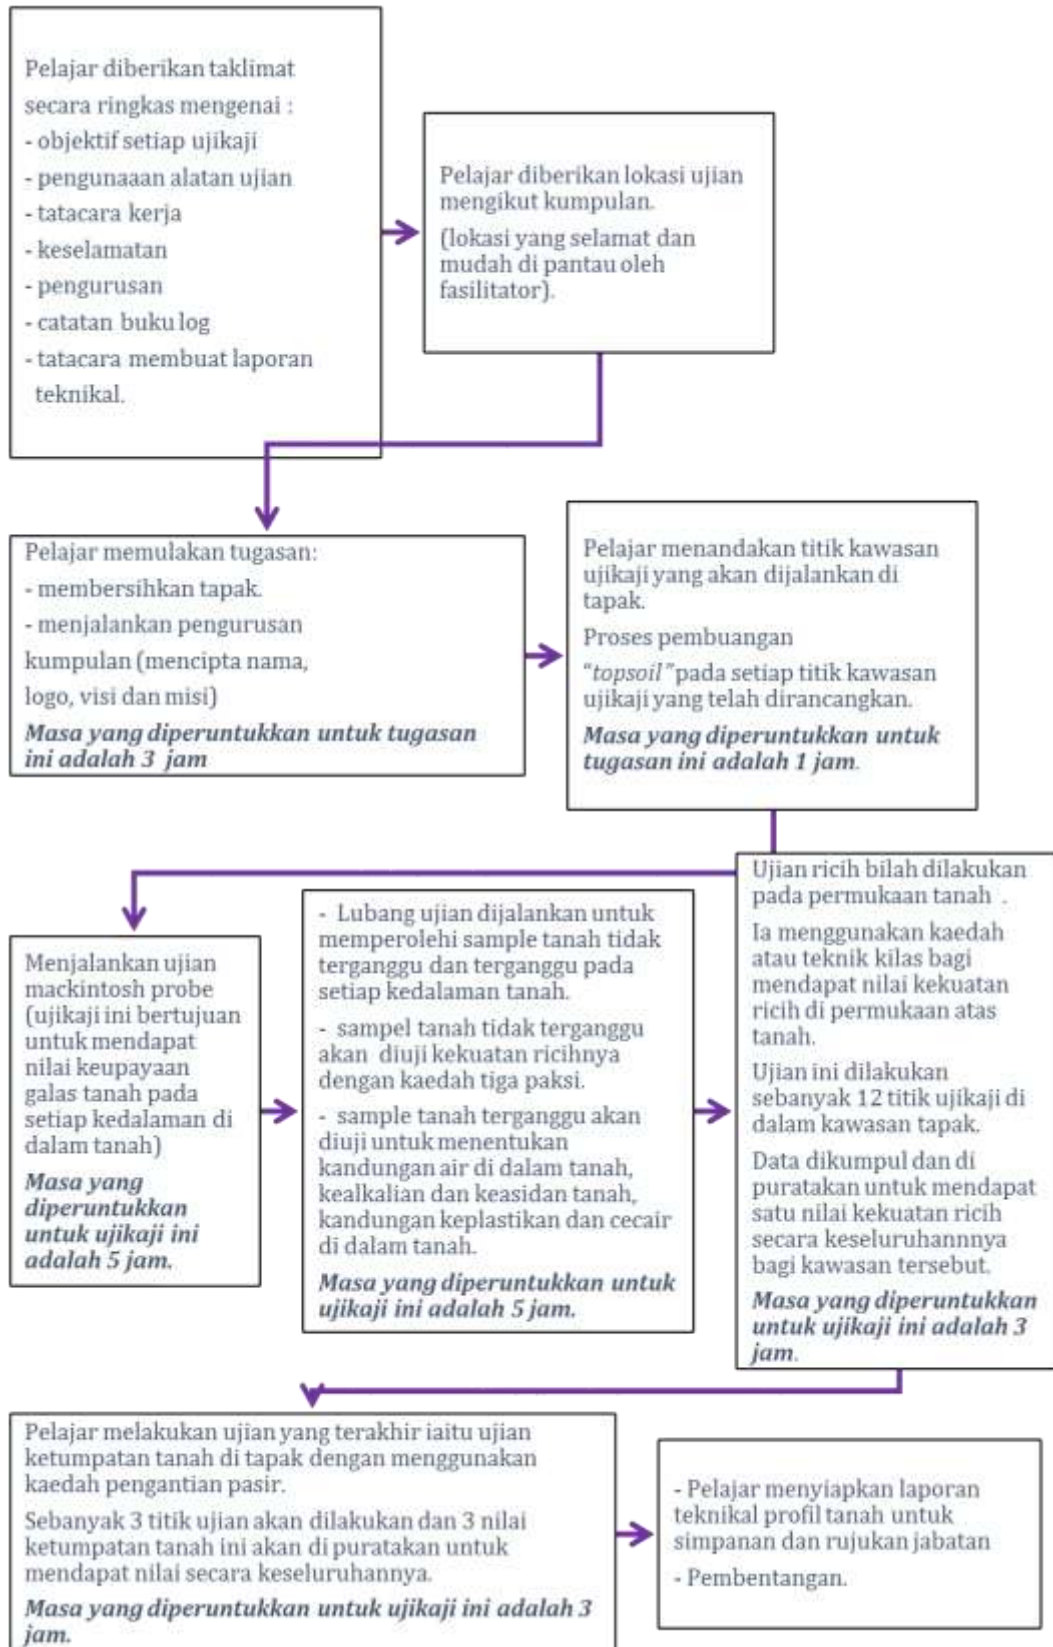 Pelajar diberikan taklimat
secara ringkas mengenai :
- objektif setiap ujikaji
- pengunaaan alatan ujian
- tatacara kerja
- keselamatan
- pengurusan
- catatan buku log
- tatacara membuat laporan
teknikal.
Pelajar diberikan lokasi ujian
mengikut kumpulan.
(lokasi yang selamat dan
mudah di pantau oleh
fasilitator).
Pelajar memulakan tugasan:
- membersihkan tapak.
- menjalankan pengurusan
kumpulan (mencipta nama,
logo, visi dan misi)
Masa yang diperuntukkan untuk tugasan
ini adalah 3 jam
Pelajar menandakan titik kawasan
ujikaji yang akan dijalankan di
tapak.
Proses pembuangan
"topsoil" pada setiap titik kawasan
ujikaji yang telah dirancangkan.
Masa yang diperuntukkan untuk
tugasan ini adalah 1 jam.
Menjalankan ujian
mackintosh probe
(ujikaji ini bertujuan
untuk mendapat
nilai keupayaan
galas tanah pada
setiap kedalaman di
dalam tanah)
Masa yang
diperuntukkan
untuk ujikaji ini
adalah 5 jam.
- Lubang ujian dijalankan untuk
memperolehi sample tanah tidak
terganggu dan terganggu pada
setiap kedalaman tanah.
- sampel tanah tidak terganggu
akan diuji kekuatan ricihnya
dengan kaedah tiga paksi.
- sample tanah terganggu akan
diuji untuk menentukan
kandungan air di dalam tanah,
kealkalian dan keasidan tanah,
kandungan keplastikan dan cecair
di dalam tanah.
Masa yang diperuntukkan untuk
ujikaji ini adalah 5 jam.
Ujian ricih bilah dilakukan
pada permukaan tanah .
Ia menggunakan kaedah
atau teknik kilas bagi
mendapat nilai kekuatan
ricih di permukaan atas
tanah.
Ujian ini dilakukan
sebanyak 12 titik ujikaji di
dalam kawasan tapak.
Data dikumpul dan di
puratakan untuk mendapat
satu nilai kekuatan ricih
secara keseluruhannnya
bagi kawasan tersebut.
Masa yang diperuntukkan
untuk ujikaji ini adalah 3
jam.
Pelajar melakukan ujian yang terakhir iaitu ujian
ketumpatan tanah di tapak dengan menggunakan
kaedah pengantian pasir.
Sebanyak 3 titik ujian akan dilakukan dan 3 nilai
ketumpatan tanah ini akan di puratakan untuk
mendapat nilai secara keseluruhannya.
Masa yang diperuntukkan untuk ujikaji ini adalah 3
jam.
- Pelajar menyiapkan laporan
teknikal profil tanah untuk
simpanan dan rujukan jabatan
- Pembentangan.